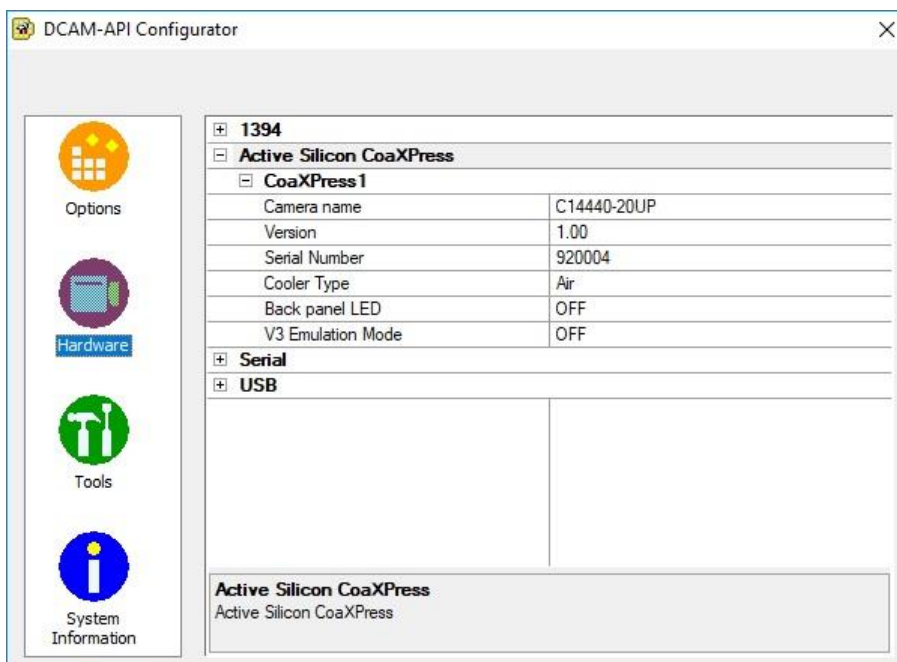 DCAM-API Configurator
Options
Hardware
Tools
System
Information
1394
Active Silicon CoaXPress
CoaXPress1
Camera name C14440-20UP
Version 1.00
Serial Number 920004
Cooler Type Air
Back panel LED OFF
V3 Emulation Mode OFF
Serial
USB
Active Silicon CoaXPress
Active Silicon CoaXPress